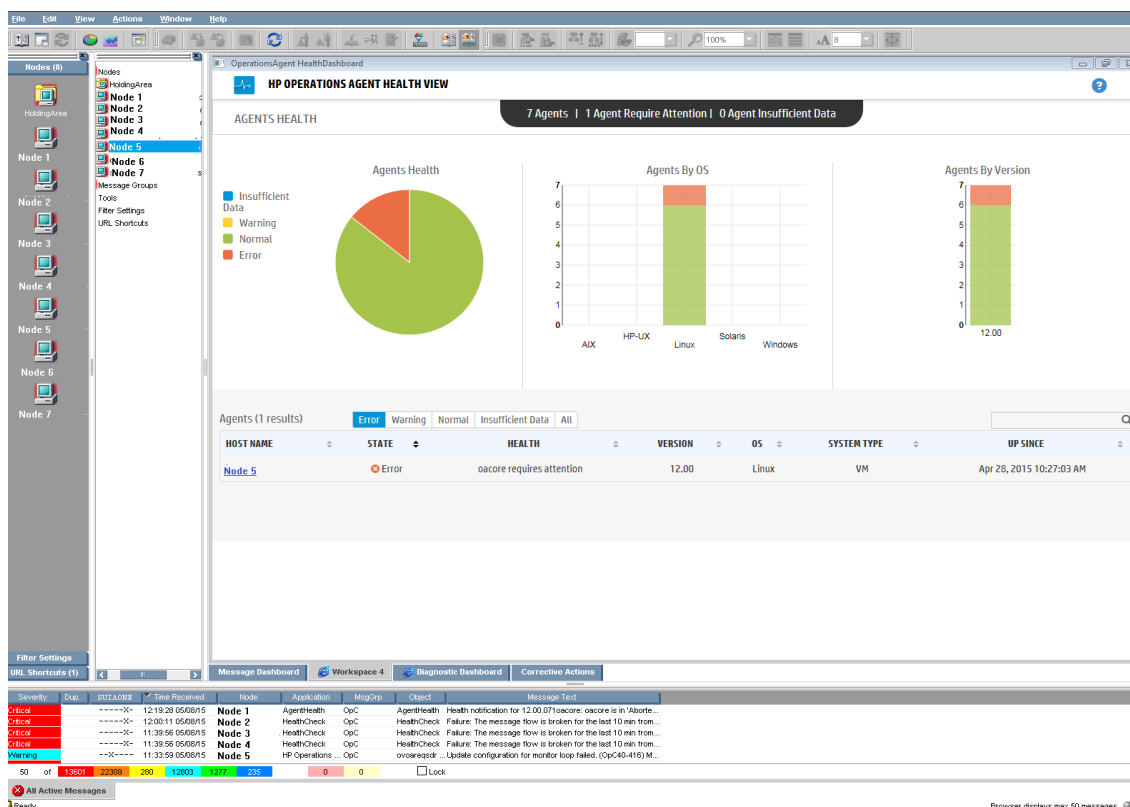 File Edit View Actions Window Help
100% 8
Nodes (8)
HoldingArea
Node 1
Node 2
Node 3
Node 4
Node 5
Node 6
Node 7
Filter Settings
URL Shortcuts (1)
Nodes
HoldingArea
Node 1
Node 2
Node 3
Node 4
Node 5
Node 6
Node 7
Message Groups
Tools
Filter Settings
URL Shortcuts
OperationsAgent HealthDashboard
HP OPERATIONS AGENT HEALTH VIEW
?
AGENTS HEALTH
7 Agents | 1 Agent Require Attention | 0 Agent Insufficient Data
Agents Health
Insufficient
Data
Warning
Normal
Error
Agents By OS
7
6
5
4
3
2
1
0
AIX HP-UX Linux Solaris Windows
Agents By Version
7
6
5
4
3
2
1
0
12.00
Agents (1 results) Error Warning Normal Insufficient Data All
HOST NAME STATE HEALTH VERSION OS SYSTEM TYPE UP SINCE
Node 5 Error oacore requires attention 12.00 Linux VM Apr 28, 2015 10:27:03 AM
Message Dashboard Workspace 4 Diagnostic Dashboard Corrective Actions
Severity Dup. SUIAONE Time Received Node Application MsgGrp Object Message Text
Critical -----X- 12:19:28 05/08/15 Node 1 AgentHealth OpC AgentHealth Health notification for 12.00.071oacore: oacore is in 'Aborte...
Critical -----X- 12:00:11 05/08/15 Node 2 HealthCheck OpC HealthCheck Failure: The message flow is broken for the last 10 min from...
Critical -----X- 11:39:56 05/08/15 Node 3 HealthCheck OpC HealthCheck Failure: The message flow is broken for the last 10 min from...
Critical -----X- 11:39:56 05/08/15 Node 4 HealthCheck OpC HealthCheck Failure: The message flow is broken for the last 10 min from...
Warning --X---- 11:33:59 05/08/15 Node 5 HP Operations ... OpC ovoareqsdr ...Update configuration for monitor loop failed. (OpC40-416) M...
50 of 13601 22309 280 12803 1277 235 0 0 Lock
All Active Messages
Ready Browser displays max 50 messages